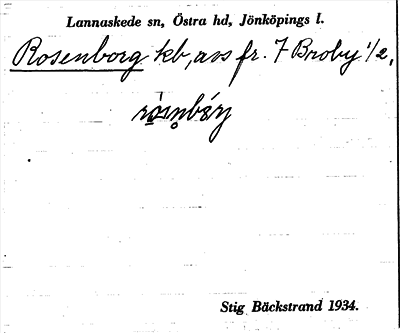 Lannaskede sn, Östra hd, Jönköpings l.
Rosenborg kb, avs fr. 7 Broby 1/2,
Stig Bäckstrand 1934.